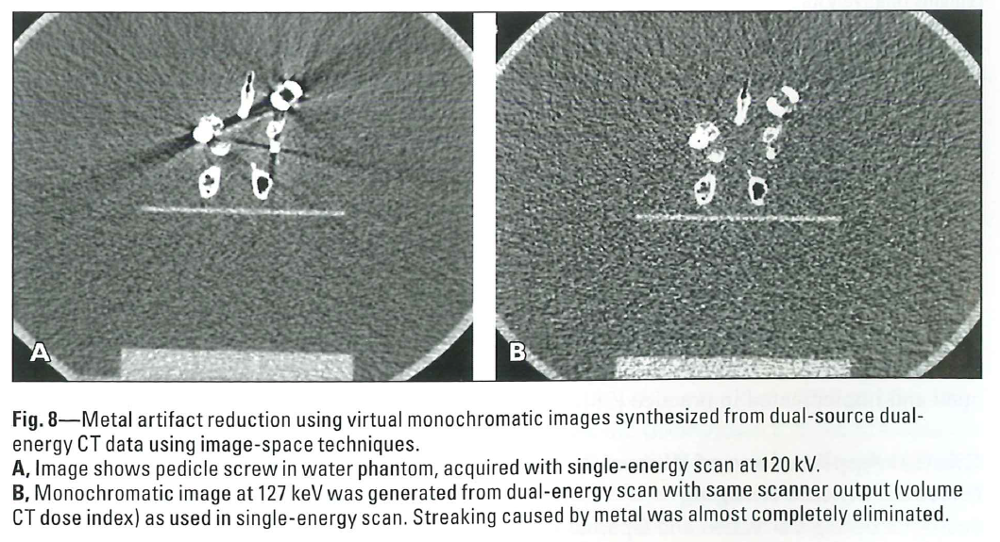 A
B
Fig. 8—Metal artifact reduction using virtual monochromatic images synthesized from dual-source dual-
energy CT data using image-space techniques.
A, Image shows pedicle screw in water phantom, acquired with single-energy scan at 120 kV.
B, Monochromatic image at 127 keV was generated from dual-energy scan with same scanner output (volume
CT dose index) as used in single-energy scan. Streaking caused by metal was almost completely eliminated.